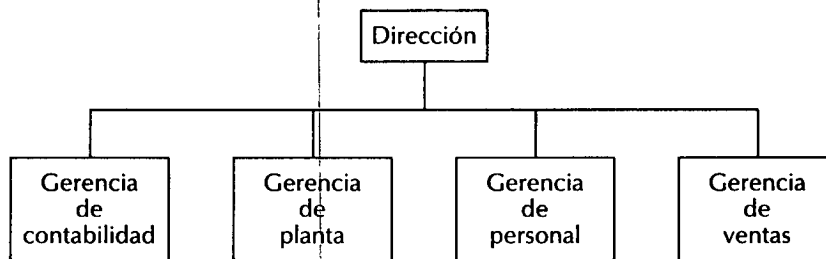 Dirección
Gerencia
de
contabilidad
Gerencia
de
planta
Gerencia
de
personal
Gerencia
de
ventas